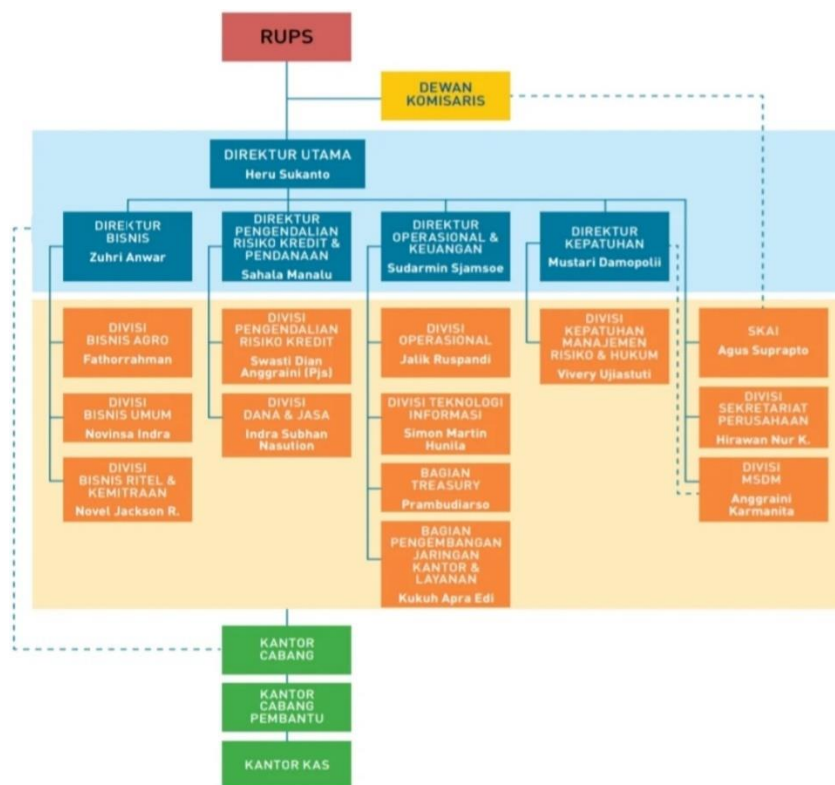 RUPS
DEWAN
KOMISARIS
DIREKTUR UTAMA
Heru Sukanto
DIREKTUR
BISNIS
Zuhri Anwar
DIREKTUR
PENGENDALIAN
RISIKO KREDIT &
PENDANAAN
Sahala Manalu
DIREKTUR
OPERASIONAL &
KEUANGAN
Sudarmin Sjamsoe
DIREKTUR
KEPATUHAN
Mustari Damopolii
DIVISI
BISNIS AGRO
Fathorrahman
DIVISI
BISNIS UMUM
Novinsa Indra
DIVISI
BISNIS RITEL &
KEMITRAAN
Novel Jackson R.
DIVISI
PENGENDALIAN
RISIKO KREDIT
Swasti Dian
Anggraini (Pjs)
DIVISI
DANA & JASA
Indra Subhan
Nasution
DIVISI
OPERASIONAL
Jalik Ruspandi
DIVISI TEKNOLOGI
INFORMASI
Simon Martin
Hunila
BAGIAN
TREASURY
Prambudiarso
BAGIAN
PENGEMBANGAN
JARINGAN
KANTOR &
LAYANAN
Kukuh Apra Edi
DIVISI
KEPATUHAN
MANAJEMEN
RISIKO & HUKUM
Vivery Ujiastuti
SKAI
Agus Suprapto
DIVISI
SEKRETARIAT
PERUSAHAAN
Hirawan Nur K.
DIVISI
MSDM
Anggraini
Karmanita
KANTOR
CABANG
KANTOR
CABANG
PEMBANTU
KANTOR KAS